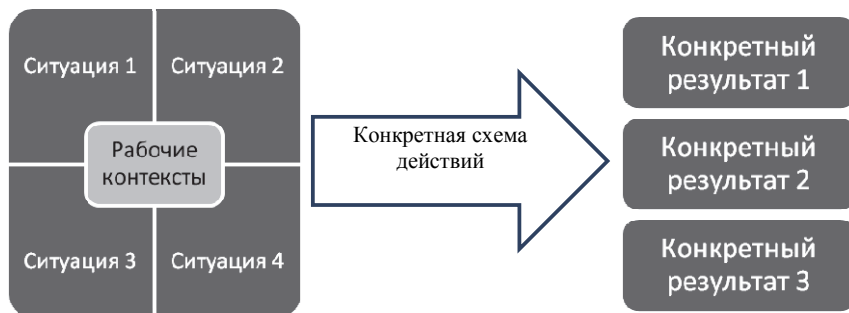 Ситуация 1
Ситуация 2
Рабочие
контексты
Ситуация 3
Ситуация 4
Конкретная схема
действий
Конкретный
результат 1
Конкретный
результат 2
Конкретный
результат 3